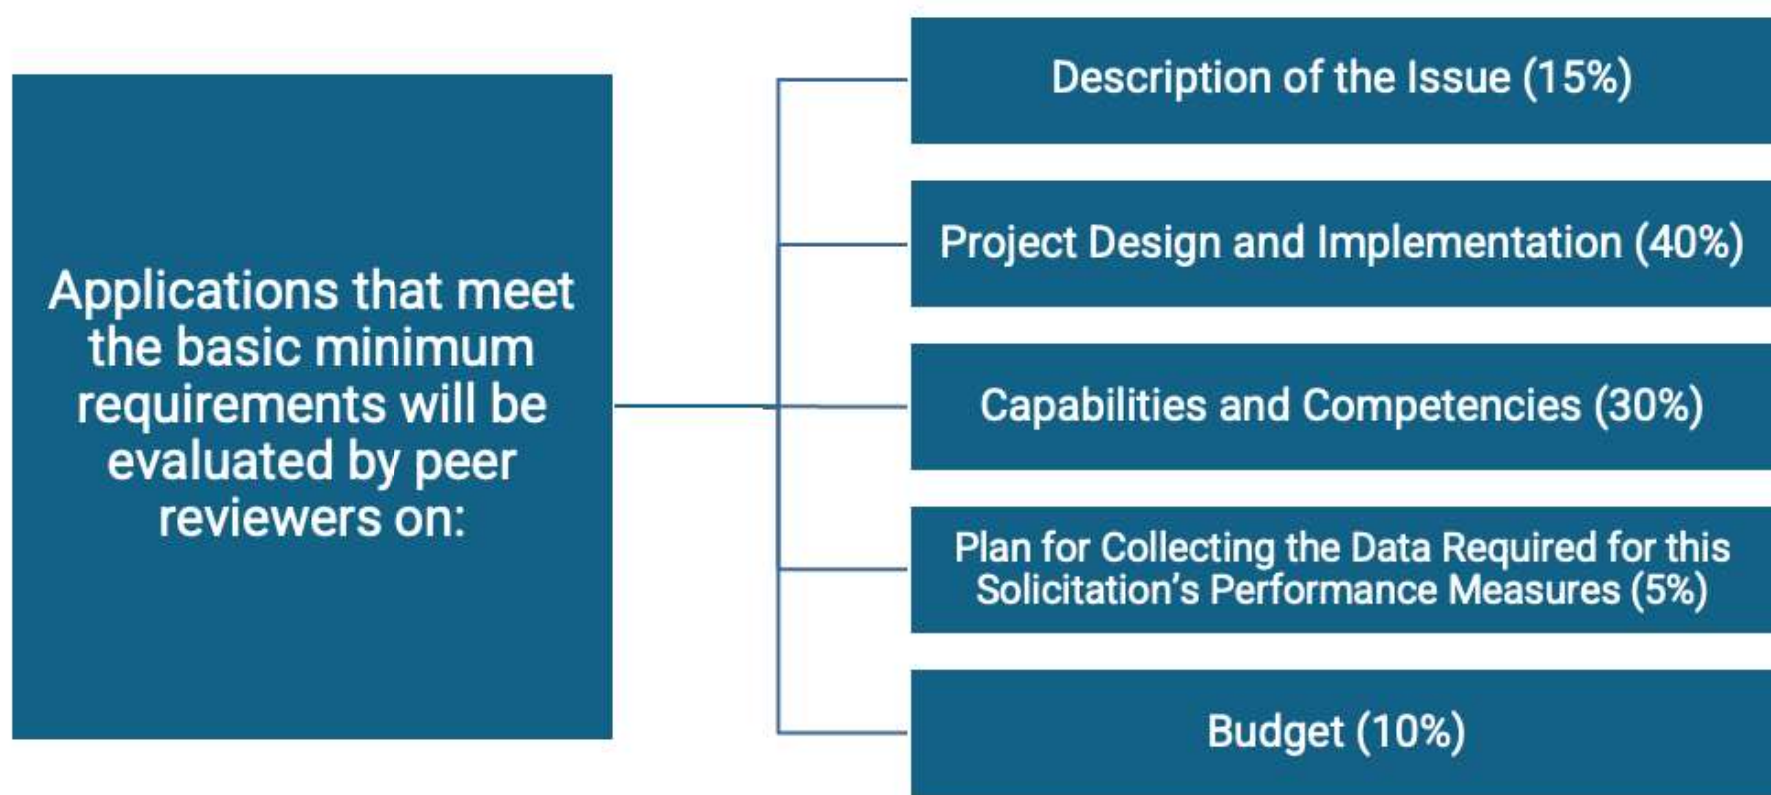 Applications that meet
the basic minimum
requirements will be
evaluated by peer
reviewers on:
Description of the Issue (15%)
Project Design and Implementation (40%)
Capabilities and Competencies (30%)
Plan for Collecting the Data Required for this
Solicitation’s Performance Measures (5%)
Budget (10%)